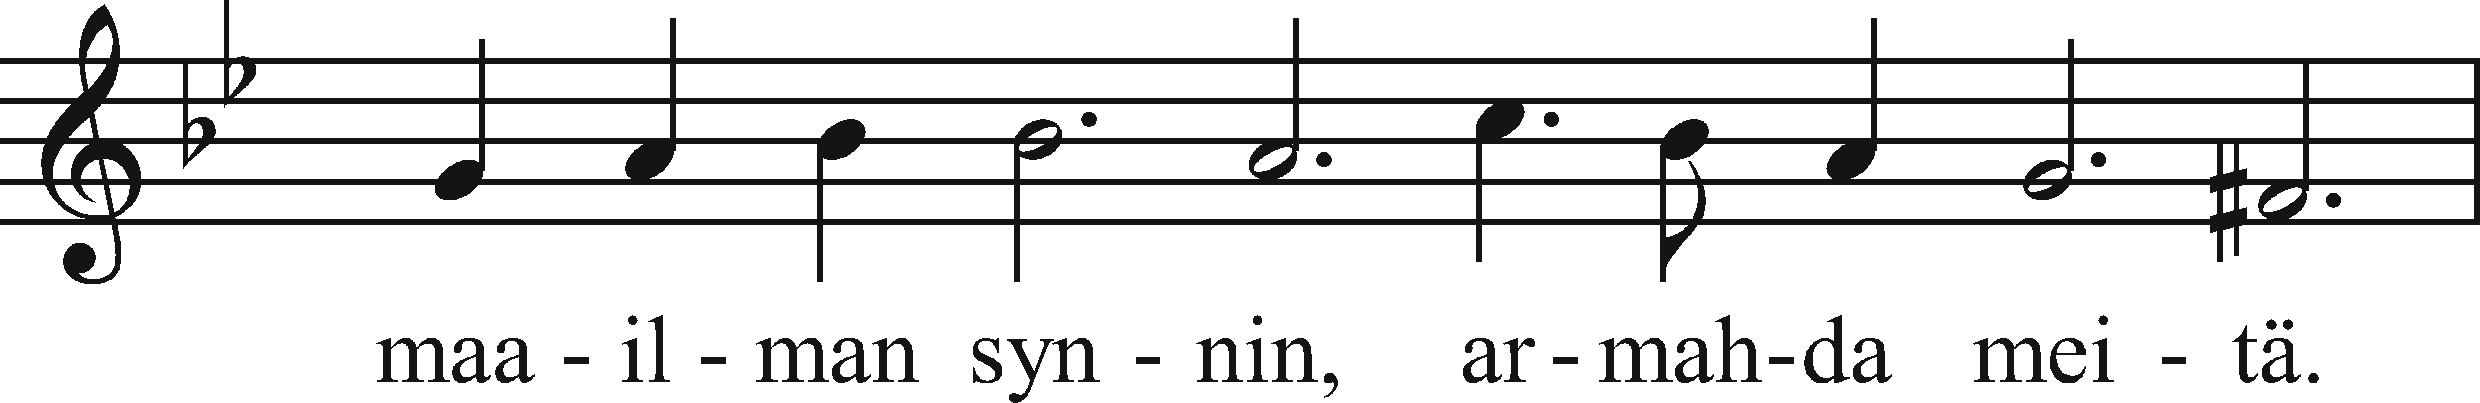 maa - il - man syn - nin, ar - mah - da mei - tä.